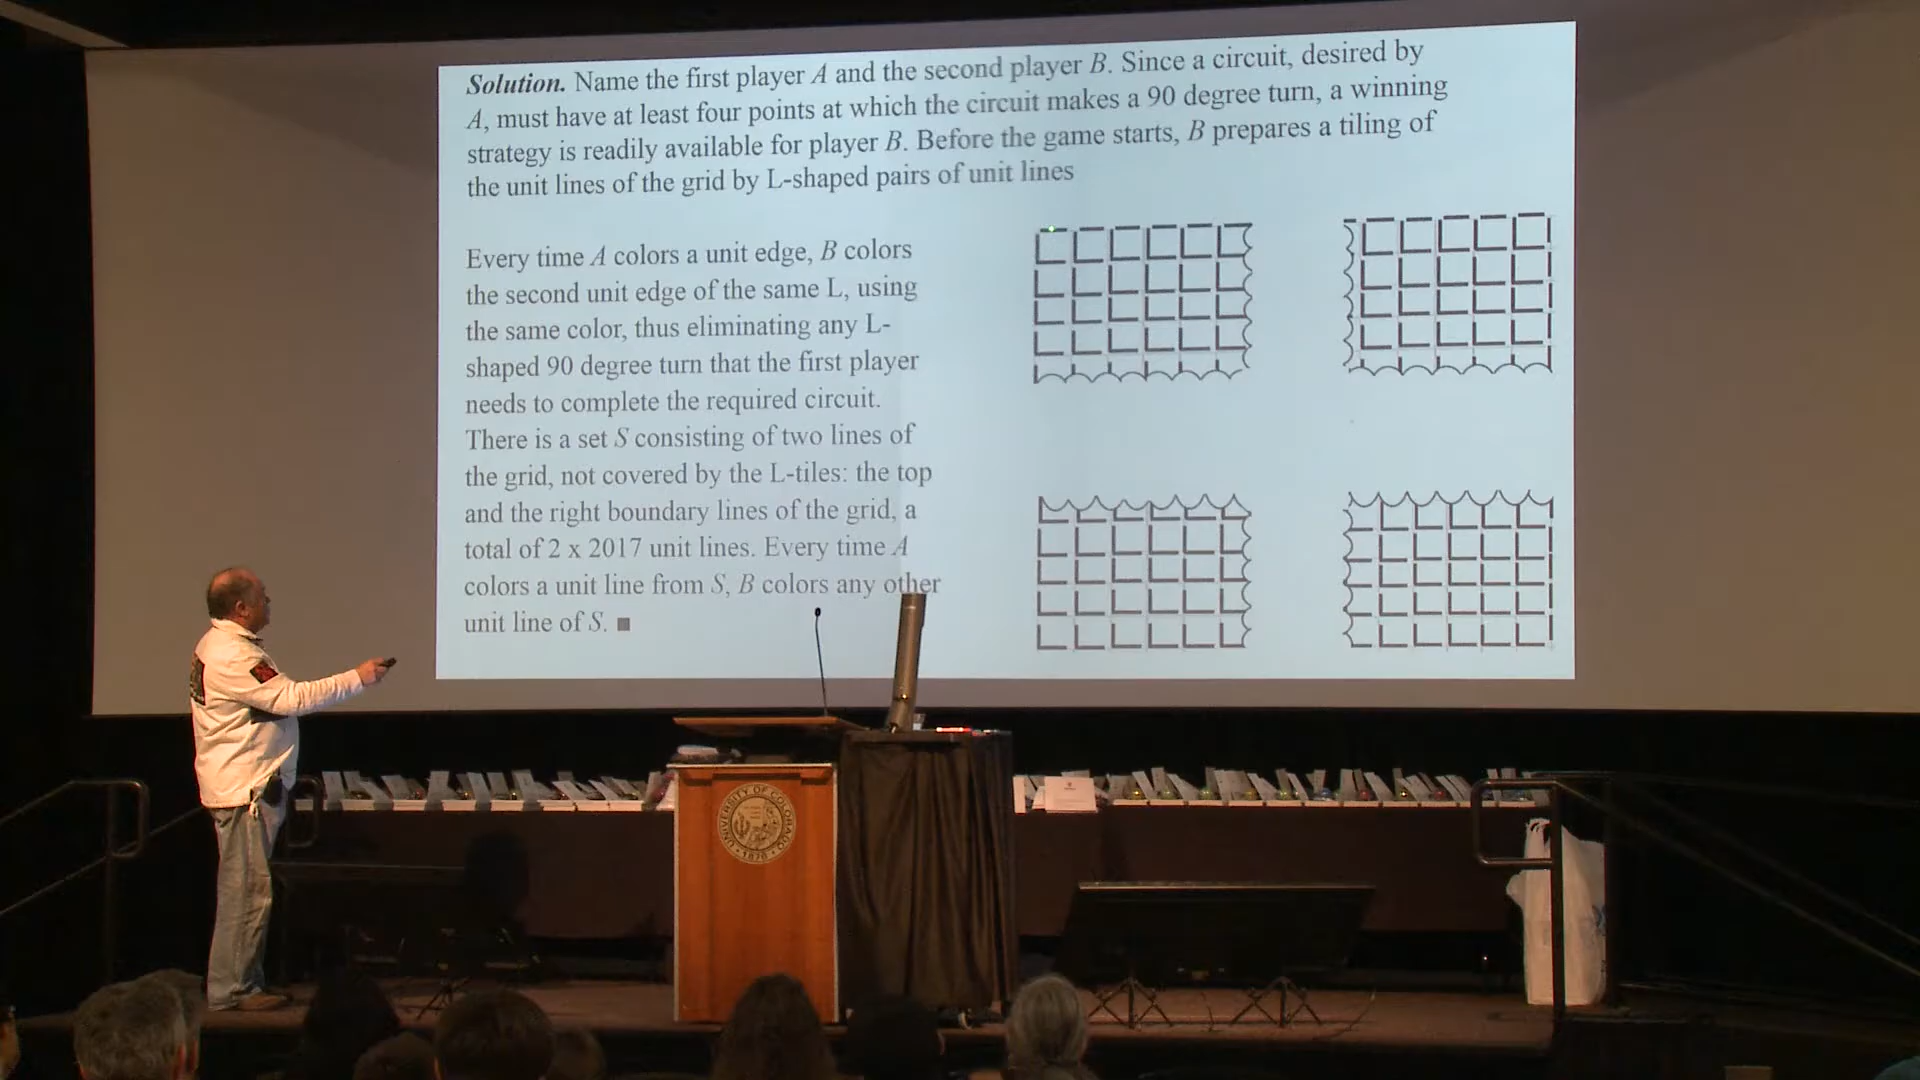 Solution. Name the first player A and the second player B. Since a circuit, desired by
A, must have at least four points at which the circuit makes a 90 degree turn, a winning
strategy is readily available for player B. Before the game starts, B prepares a tiling of
the unit lines of the grid by L-shaped pairs of unit lines
Every time A colors a unit edge, B colors
the second unit edge of the same L, using
the same color, thus eliminating any L-
shaped 90 degree turn that the first player
needs to complete the required circuit.
There is a set S consisting of two lines of
the grid, not covered by the L-tiles: the top
and the right boundary lines of the grid, a
total of 2 x 2017 unit lines. Every time A
colors a unit line from S, B colors any other
unit line of S. ■
UNIVERSITY OF COLORADO
1876